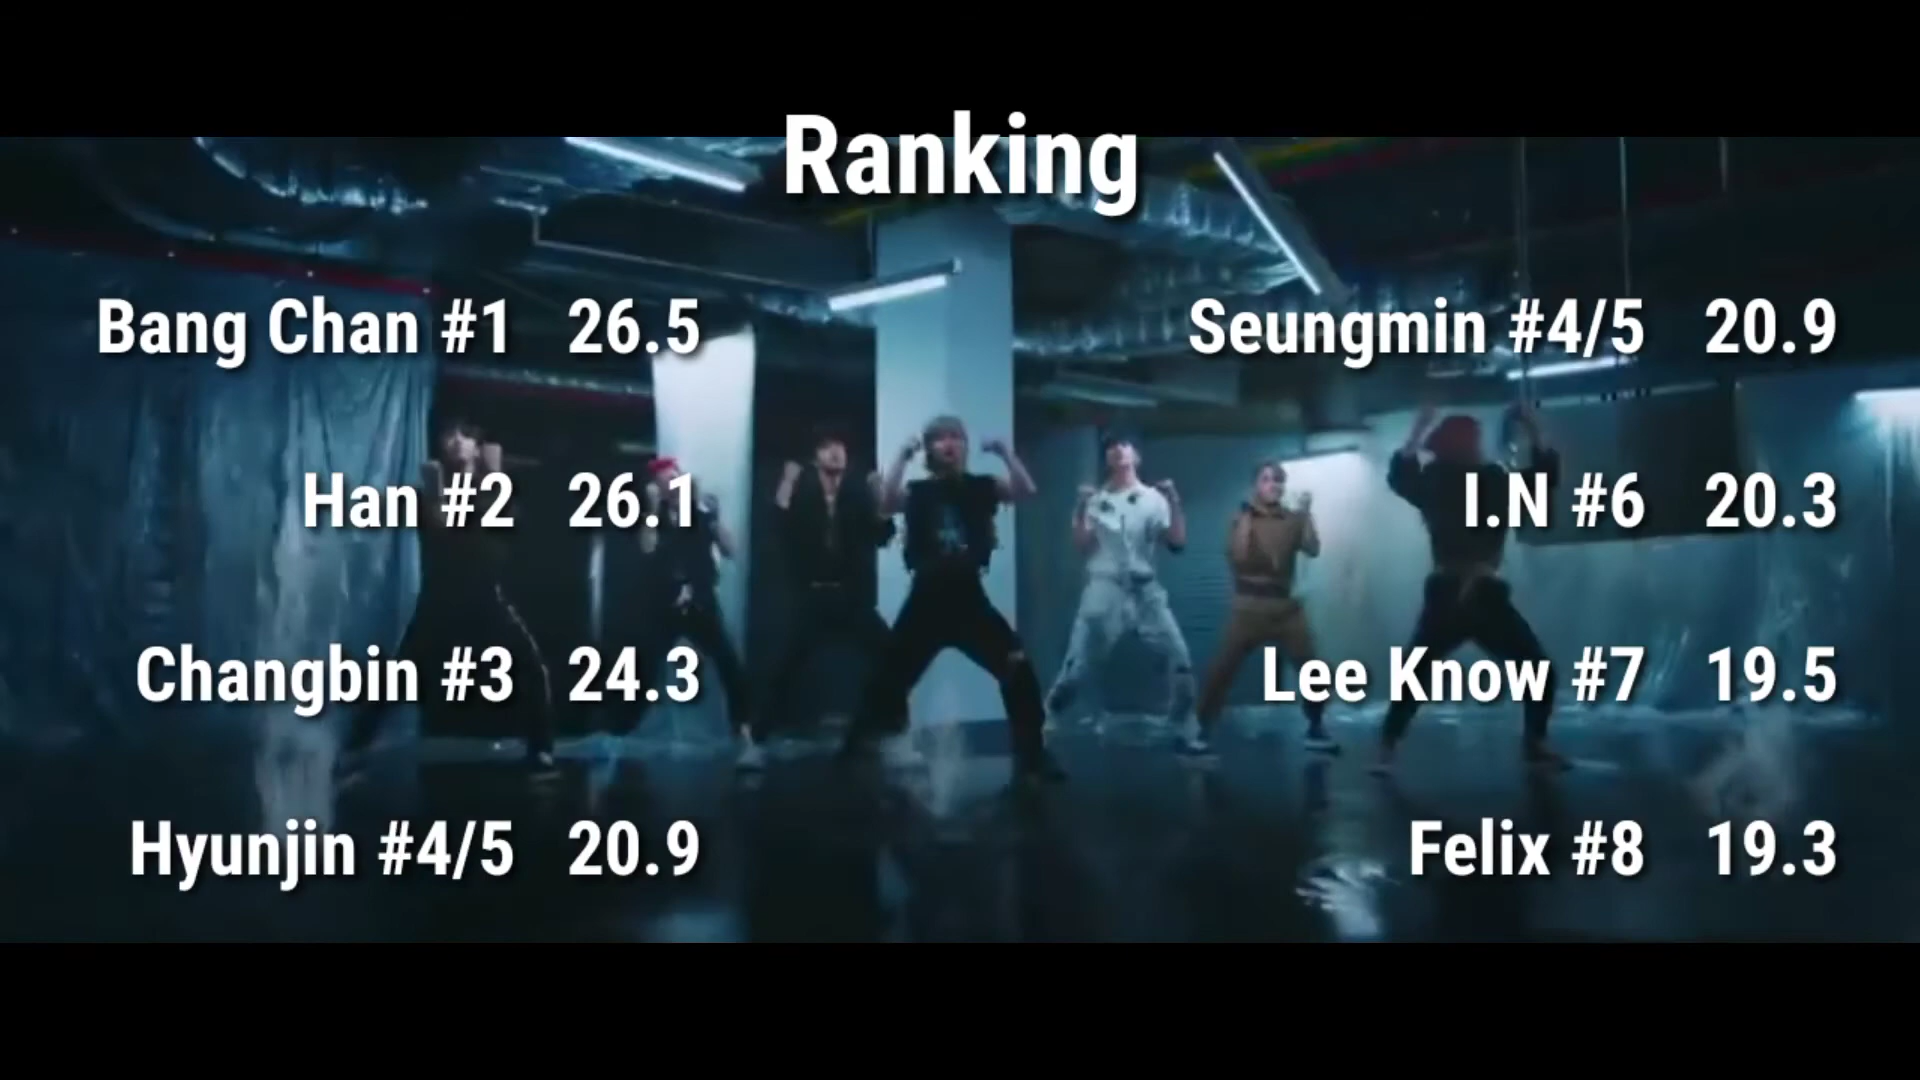 Ranking
Bang Chan #1 26.5
Han #2 26.1
Changbin #3 24.3
Hyunjin #4/5 20.9
Seungmin #4/5 20.9
I.N #6 20.3
Lee Know #7 19.5
Felix #8 19.3